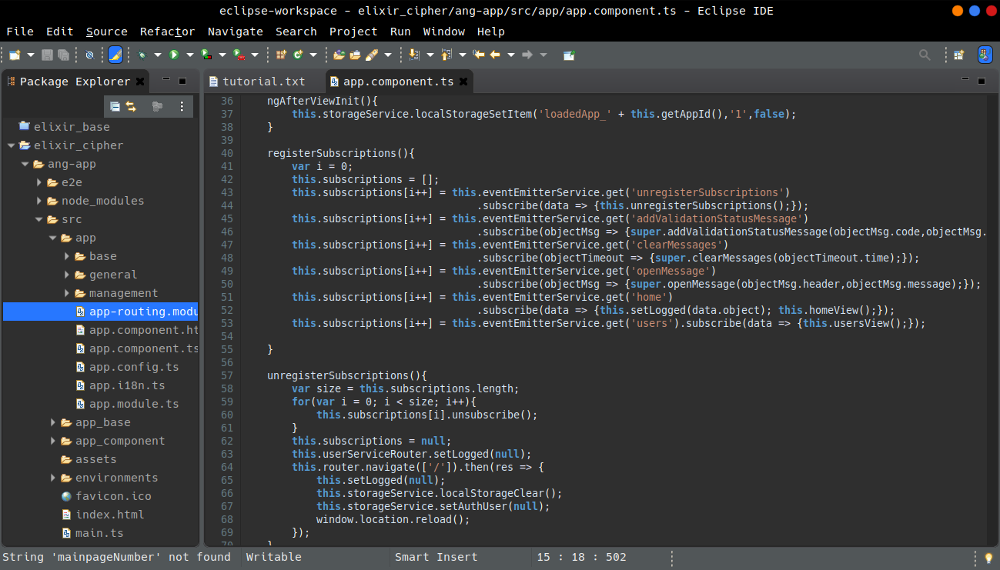 eclipse-workspace - elixir_cipher/ang-app/src/app/app.component.ts - Eclipse IDE
File Edit Source Refactor Navigate Search Project Run Window Help
Package Explorer
tutorial.txt
app.component.ts
elixir_base
elixir_cipher
ang-app
e2e
node_modules
src
app
base
general
management
app-routing.modu
app.component.ht
app.component.ts
app.config.ts
app.i18n.ts
app.module.ts
app_base
app_component
assets
environments
favicon.ico
index.html
main.ts
36 ngAfterViewInit(){
37 this.storageService.localStorageSetItem('loadedApp_' + this.getAppId(),'1',false);
38 }
39
40 registerSubscriptions(){
41 var i = 0;
42 this.subscriptions = [];
43 this.subscriptions[i++] = this.eventEmitterService.get('unregisterSubscriptions')
44 .subscribe(data => {this.unregisterSubscriptions();});
45 this.subscriptions[i++] = this.eventEmitterService.get('addValidationStatusMessage')
46 .subscribe(objectMsg => {super.addValidationStatusMessage(objectMsg.code,objectMsg.
47 this.subscriptions[i++] = this.eventEmitterService.get('clearMessages')
48 .subscribe(objectTimeout => {super.clearMessages(objectTimeout.time);});
49 this.subscriptions[i++] = this.eventEmitterService.get('openMessage')
50 .subscribe(objectMsg => {super.openMessage(objectMsg.header,objectMsg.message);});
51 this.subscriptions[i++] = this.eventEmitterService.get('home')
52 .subscribe(data => {this.setLogged(data.object); this.homeView();});
53 this.subscriptions[i++] = this.eventEmitterService.get('users').subscribe(data => {this.usersView();});
54
55 }
56
57 unregisterSubscriptions(){
58 var size = this.subscriptions.length;
59 for(var i = 0; i < size; i++){
60 this.subscriptions[i].unsubscribe();
61 }
62 this.subscriptions = null;
63 this.userServiceRouter.setLogged(null);
64 this.router.navigate(['/']).then(res => {
65 this.setLogged(null);
66 this.storageService.localStorageClear();
67 this.storageService.setAuthUser(null);
68 window.location.reload();
69 });
70 }
String 'mainpageNumber' not found Writable Smart Insert 15 : 18 : 502